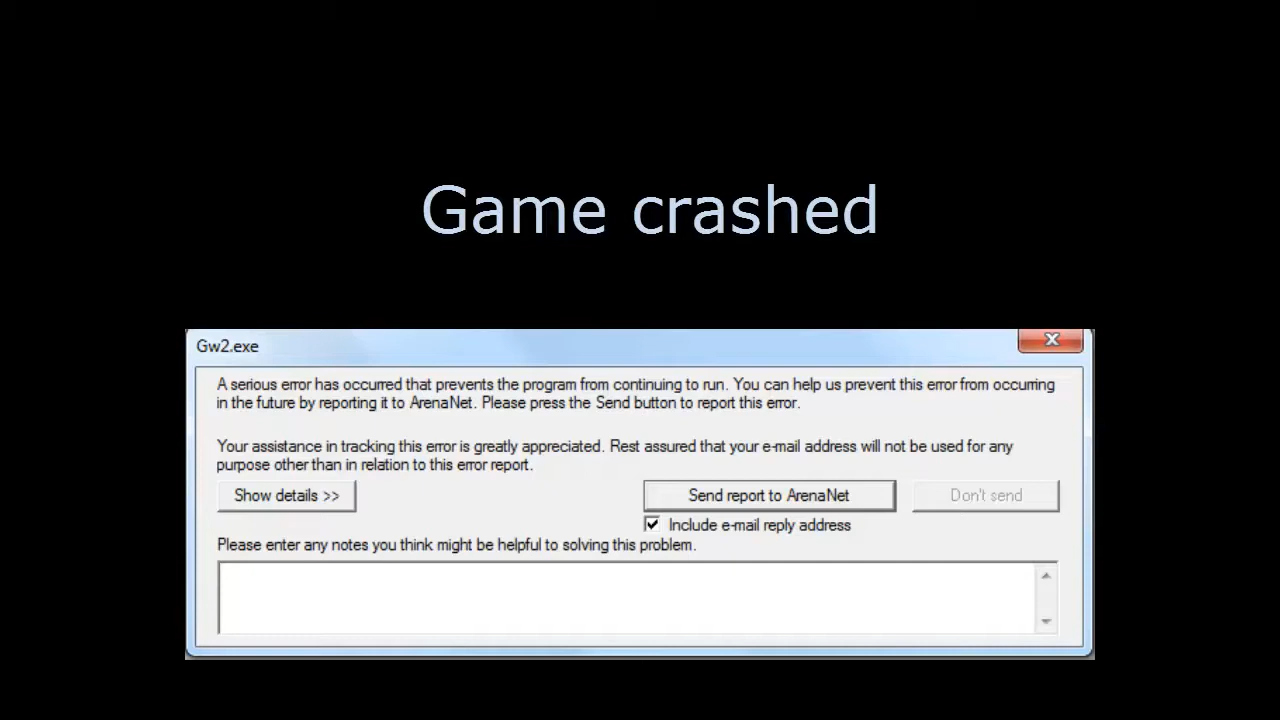 Game crashed
Gw2.exe
A serious error has occurred that prevents the program from continuing to run. You can help us prevent this error from occurring
in the future by reporting it to ArenaNet. Please press the Send button to report this error.
Your assistance in tracking this error is greatly appreciated. Rest assured that your e-mail address will not be used for any
purpose other than in relation to this error report.
Show details >> Send report to ArenaNet Don't send
Include e-mail reply address
Please enter any notes you think might be helpful to solving this problem.